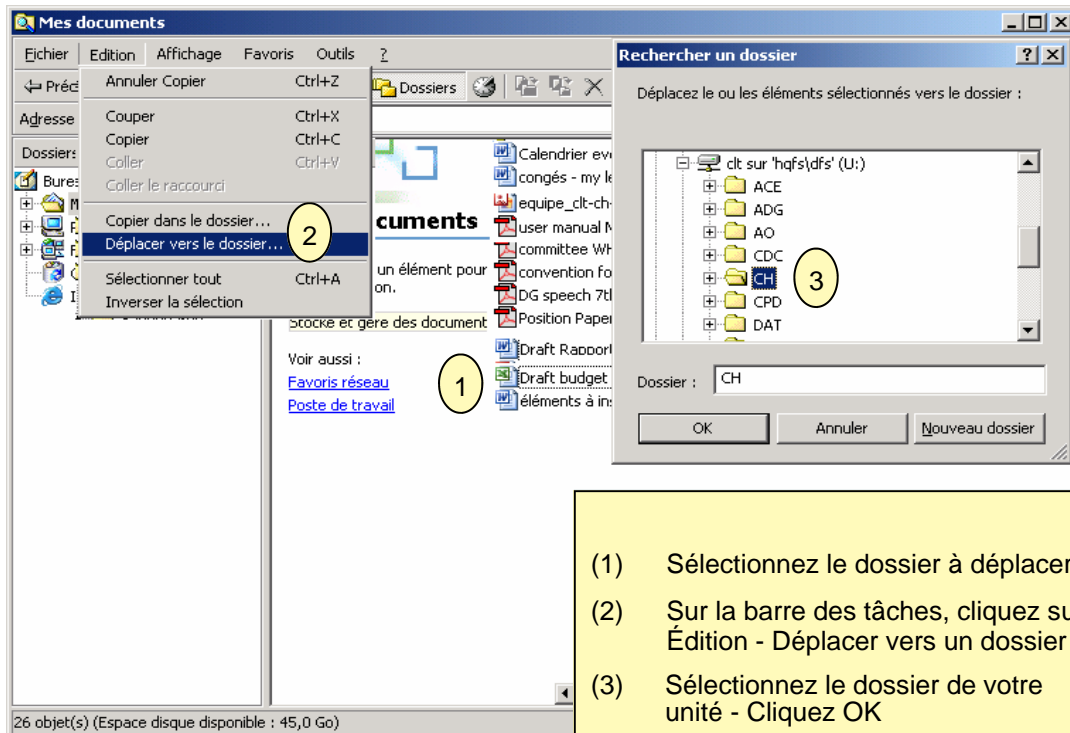 Mes documents
Fichier Edition Affichage Favoris Outils ?
Dossiers
Adresse
Dossiers
Annuler Copier Ctrl+Z
Couper Ctrl+X
Copier Ctrl+C
Coller Ctrl+V
Coller le raccourci
Copier dans le dossier...
Déplacer vers le dossier...
2
Sélectionner tout Ctrl+A
Inverser la sélection
cuments
un élément pour
on.
Stocke et gère des document
Voir aussi :
Favoris réseau
Poste de travail
1
Calendrier
congés - my
equipe_clt-ch-
user manual
committee
convention
DG speech
Position Paper
Draft Rapport
Draft budget
éléments à
26 objet(s) (Espace disque disponible : 45,0 Go)
Rechercher un dossier
Déplacez le ou les éléments sélectionnés vers le dossier :
clt sur 'hqfs\dfs' (U:)
ACE
ADG
AO
CDC
CH
3
CPD
DAT
Dossier : CH
OK Annuler Nouveau dossier
(1) Sélectionnez le dossier à déplacer
(2) Sur la barre des tâches, cliquez
Édition - Déplacer vers un dossier
(3) Sélectionnez le dossier de votre
unité - Cliquez OK